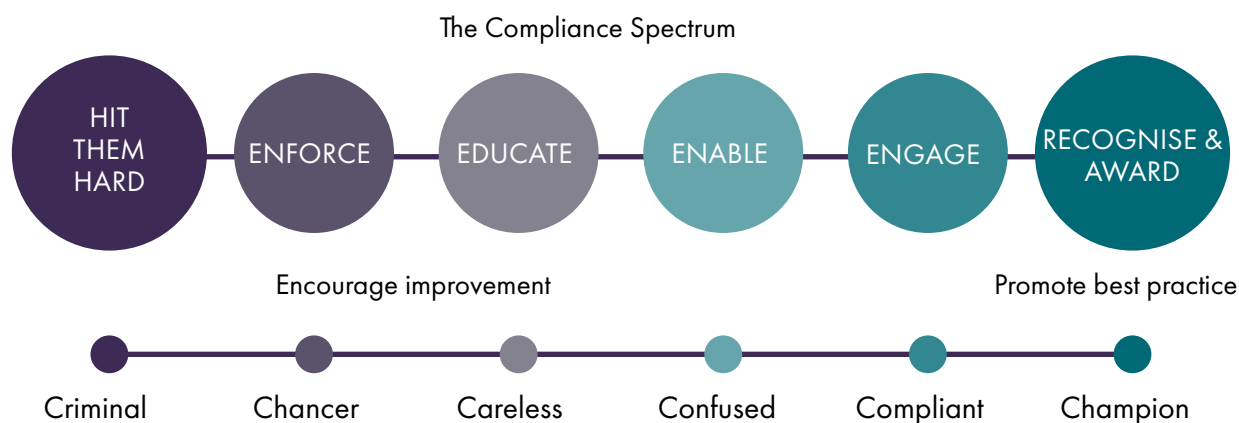 The Compliance Spectrum
HIT
THEM
HARD
ENFORCE
EDUCATE
ENABLE
ENGAGE
RECOGNISE &
AWARD
Encourage improvement
Promote best practice
Criminal
Chancer
Careless
Confused
Compliant
Champion